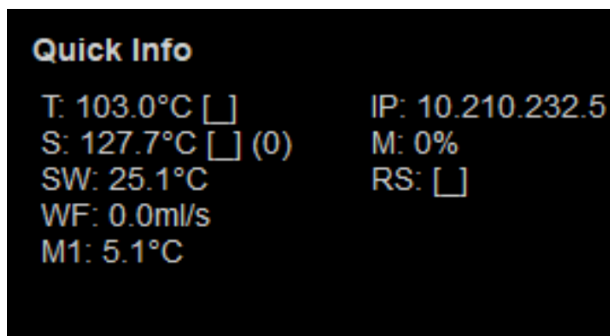 Quick Info
T: 103.0°C [_]
S: 127.7°C [_] (0)
SW: 25.1°C
WF: 0.0ml/s
M1: 5.1°C
IP: 10.210.232.5
M: 0%
RS: [_]